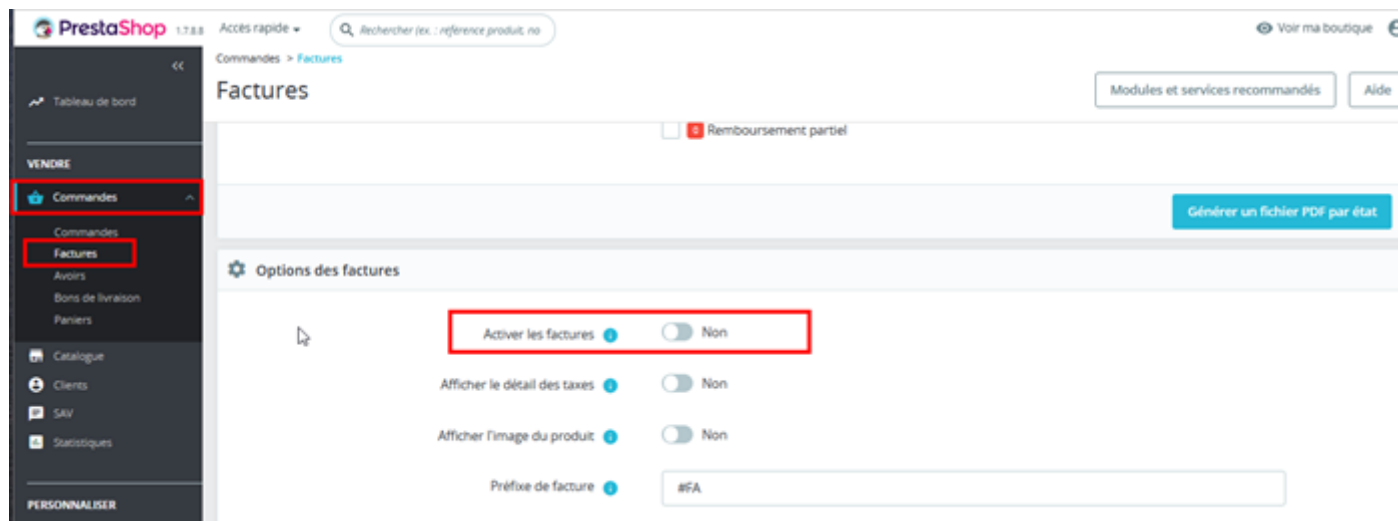 PrestaShop 1.7.8.8 Accès rapide Rechercher (ex. : référence produit, no Voir ma boutique
Commandes > Factures
Factures
Modules et services recommandés Aide
Tableau de bord
VENDRE
Commandes
Commandes
Factures
Avoirs
Bons de livraison
Paniers
Catalogue
Clients
SAV
Statistiques
PERSONNALISER
0 Remboursement partiel
Générer un fichier PDF par état
Options des factures
Activer les factures Non
Afficher le détail des taxes Non
Afficher l'image du produit Non
Préfixe de facture #FA